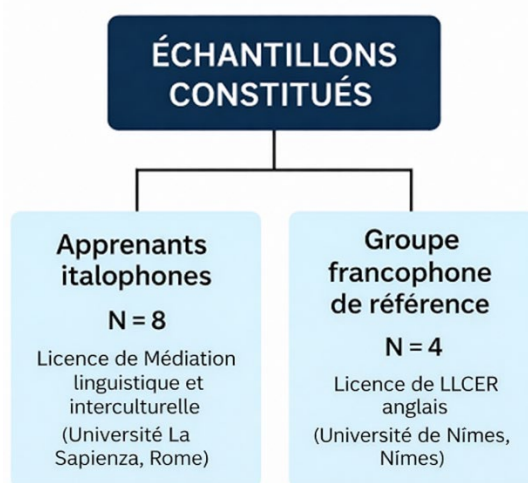 ÉCHANTILLONS
CONSTITUÉS
Apprenants
italophones
N = 8
Licence de Médiation
linguistique et
interculturelle
(Université La
Sapienza, Rome)
Groupe
francophone
de référence
N = 4
Licence de LLCER
anglais
(Université de Nîmes,
Nîmes)